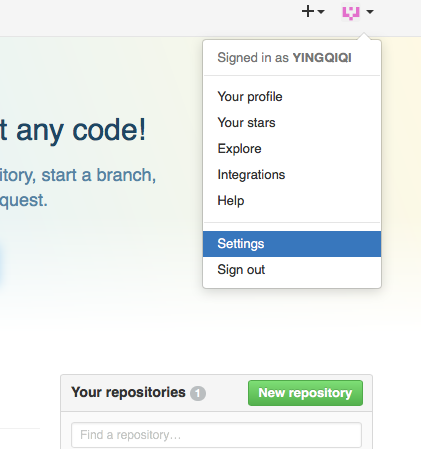 Signed in as YINGQIQI
t any code!
Your profile
Your stars
Explore
Integrations
Help
itory, start a branch,
quest.
Settings
Sign out
Your repositories 1
New repository
Find a repository…